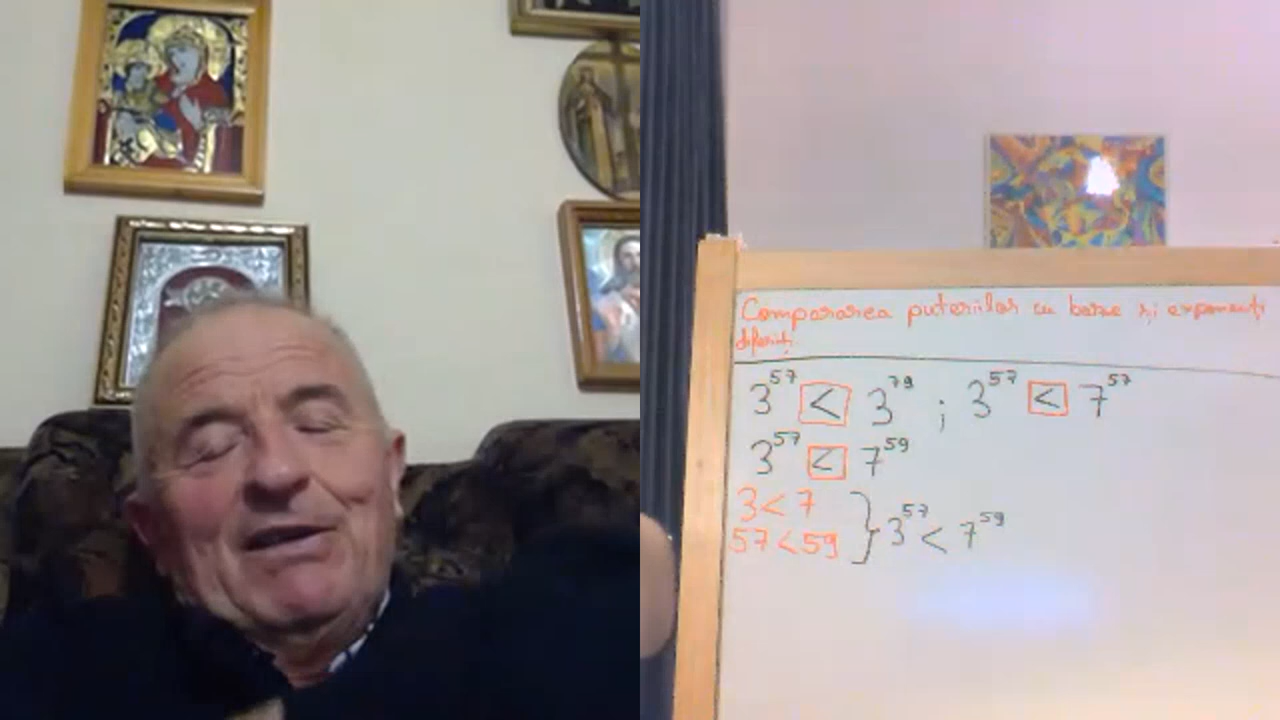 Compararea puterilor cu baze și exponenți
diferiți
3^57 < 3^79 ; 3^57 < 7^57
3^57 < 7^59
3 < 7
57 < 59 } 3^57 < 7^59